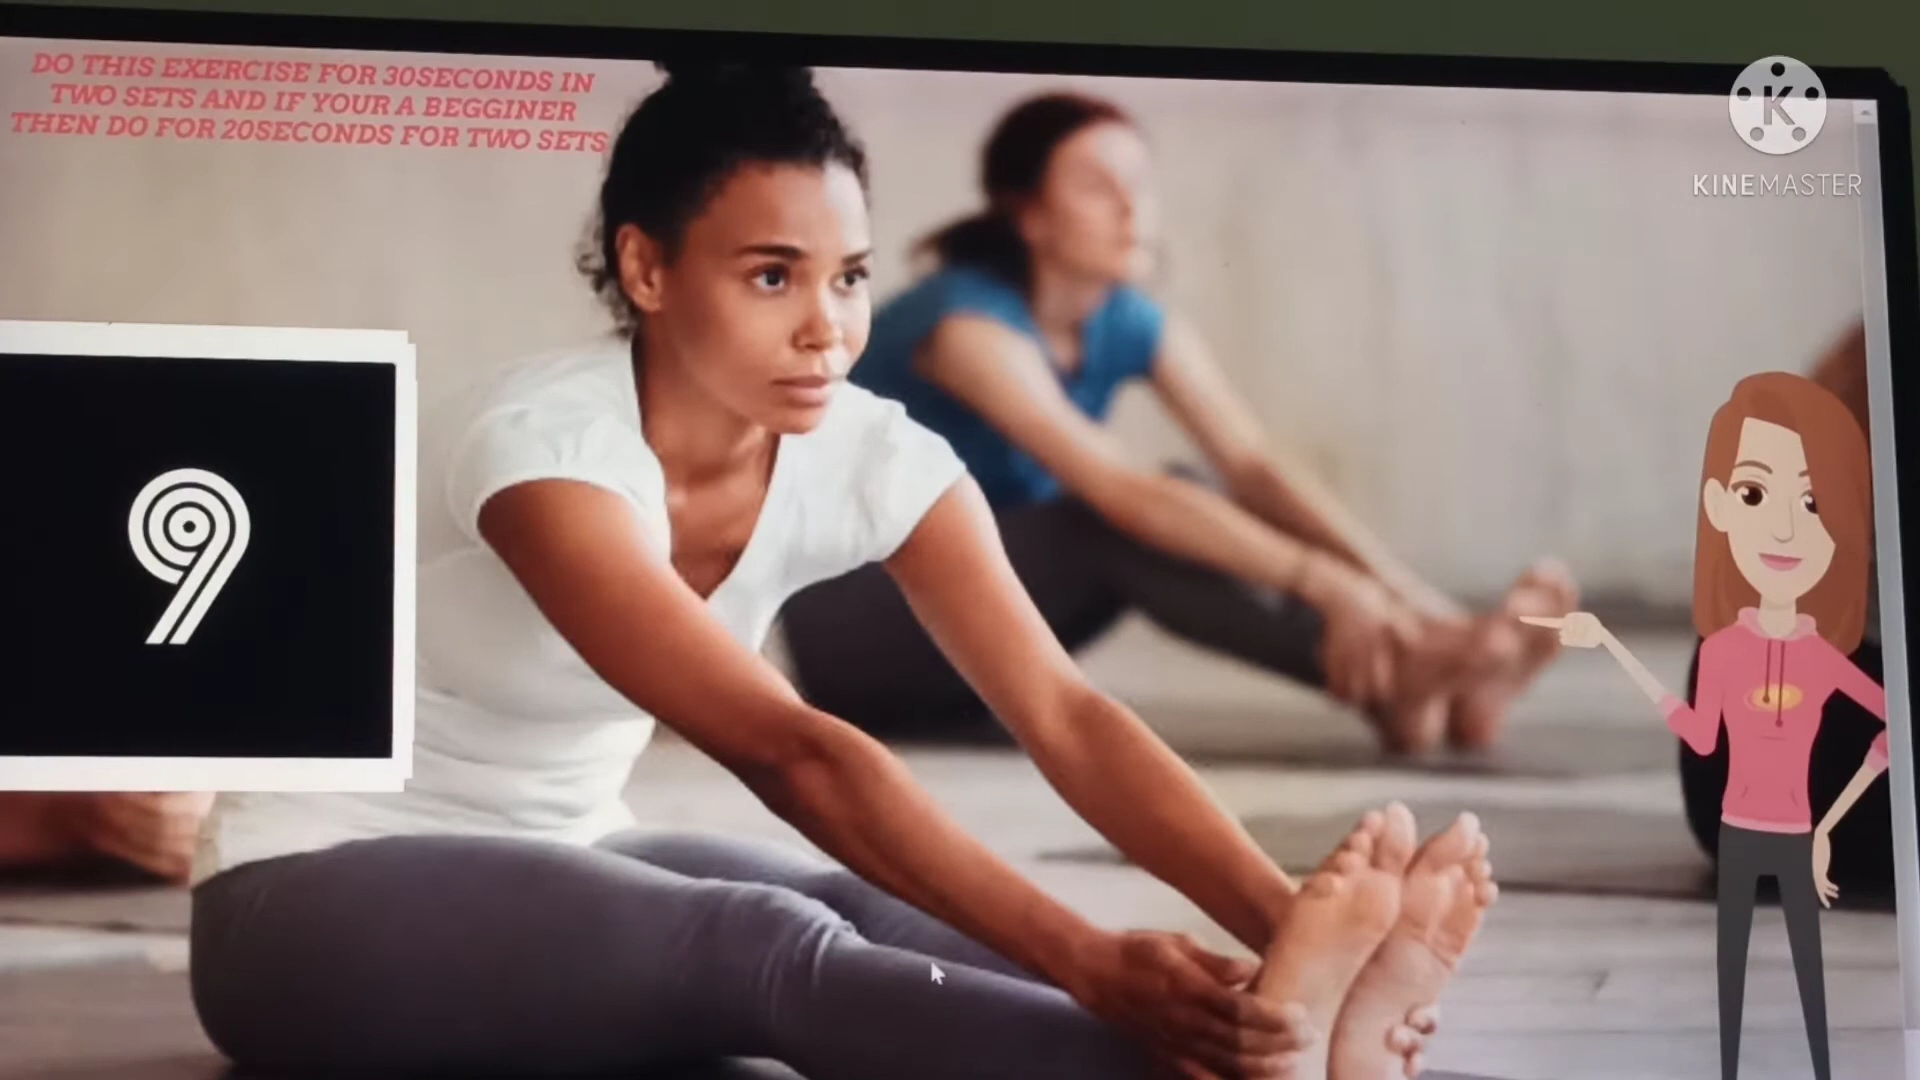 DO THIS EXERCISE FOR 30SECONDS IN
TWO SETS AND IF YOUR A BEGGINER
THEN DO FOR 20SECONDS FOR TWO SETS
K
KINEMASTER
9